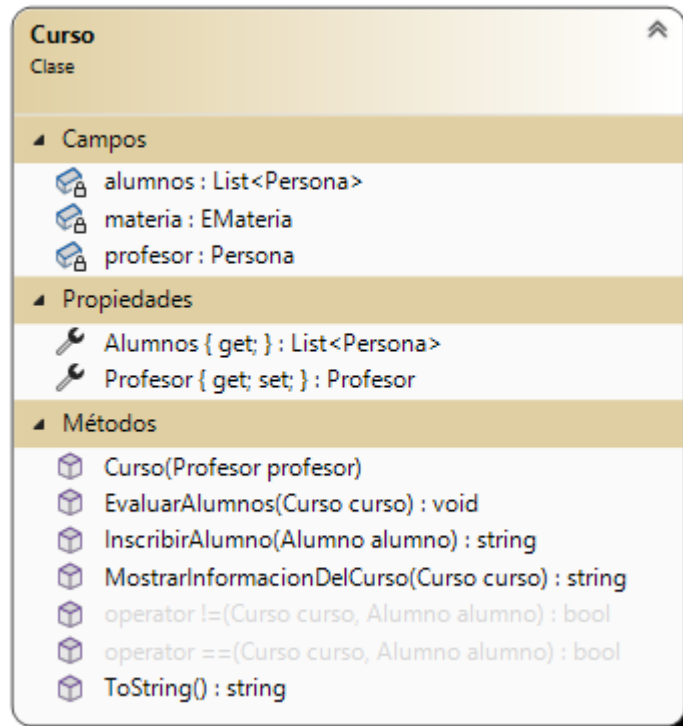 Curso
Clase
Campos
alumnos : List<Persona>
materia : EMateria
profesor : Persona
Propiedades
Alumnos { get; } : List<Persona>
Profesor { get; set; } : Profesor
Métodos
Curso(Profesor profesor)
EvaluarAlumnos(Curso curso) : void
InscribirAlumno(Alumno alumno) : string
MostrarInformacionDelCurso(Curso curso) : string
operator !=(Curso curso, Alumno alumno) : bool
operator ==(Curso curso, Alumno alumno) : bool
ToString() : string